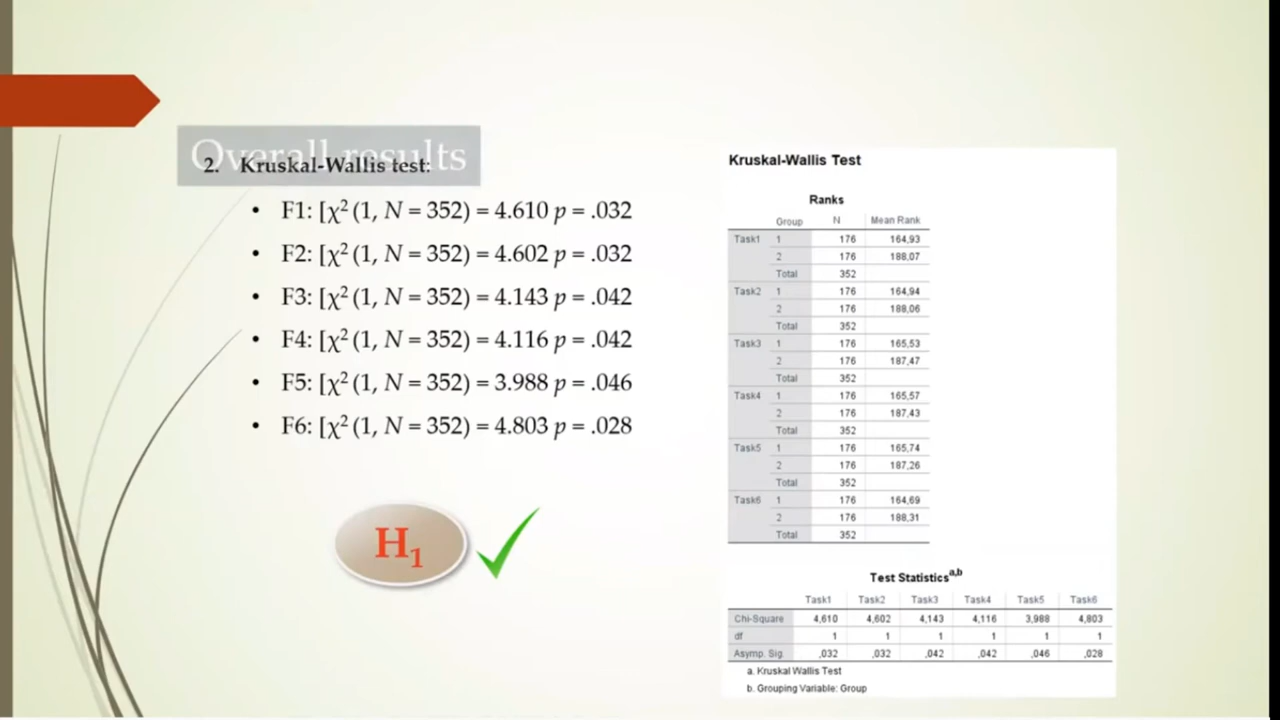 Overall results
2. Kruskal-Wallis test:
• F1: [χ² (1, N = 352) = 4.610 p = .032
• F2: [χ² (1, N = 352) = 4.602 p = .032
• F3: [χ² (1, N = 352) = 4.143 p = .042
• F4: [χ² (1, N = 352) = 4.116 p = .042
• F5: [χ² (1, N = 352) = 3.988 p = .046
• F6: [χ² (1, N = 352) = 4.803 p = .028
H₁
Kruskal-Wallis Test
Ranks
Group N Mean Rank
Task1 1 176 164,93
2 176 188,07
Total 352
Task2 1 176 164,94
2 176 188,06
Total 352
Task3 1 176 165,53
2 176 187,47
Total 352
Task4 1 176 165,57
2 176 187,43
Total 352
Task5 1 176 165,74
2 176 187,26
Total 352
Task6 1 176 164,69
2 176 188,31
Total 352
Test Statistics a,b
Task1 Task2 Task3 Task4 Task5 Task6
Chi-Square 4,610 4,602 4,143 4,116 3,988 4,803
df 1 1 1 1 1 1
Asymp. Sig. ,032 ,032 ,042 ,042 ,046 ,028
a. Kruskal Wallis Test
b. Grouping Variable: Group